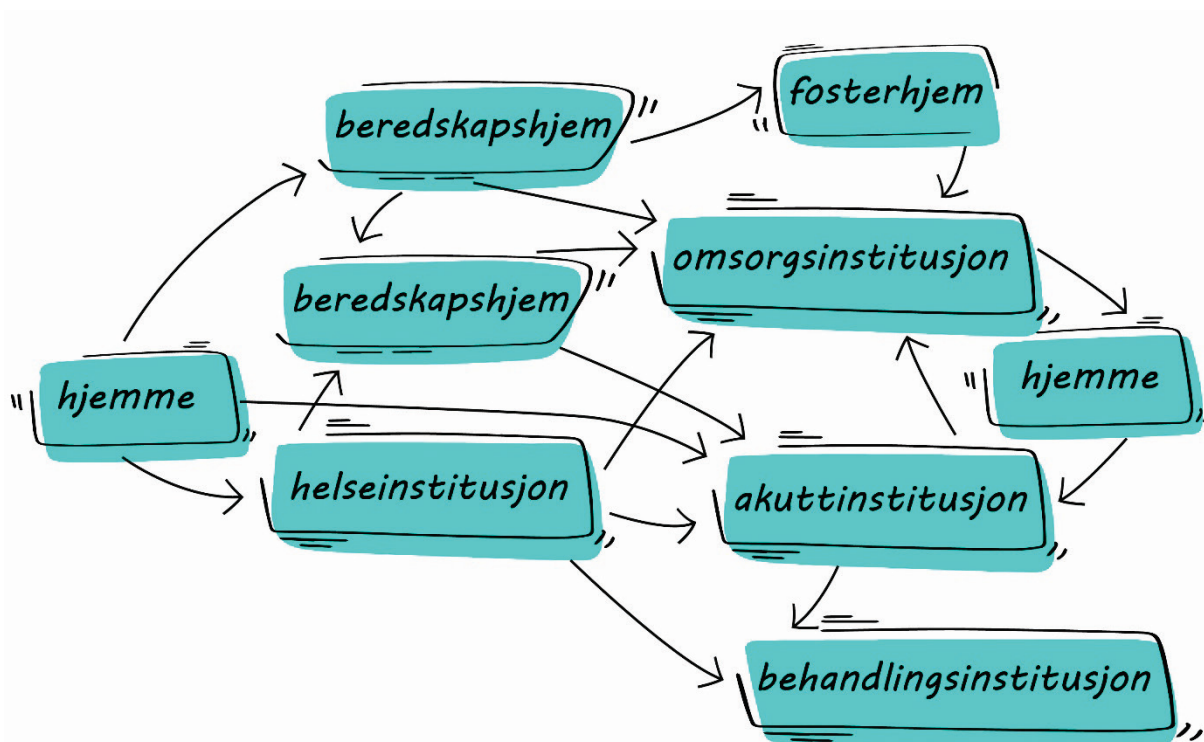 fosterhjem
beredskapshjem
omsorgsinstitusjon
beredskapshjem
hjemme
hjemme
helseinstitusjon
akuttinstitusjon
behandlingsinstitusjon